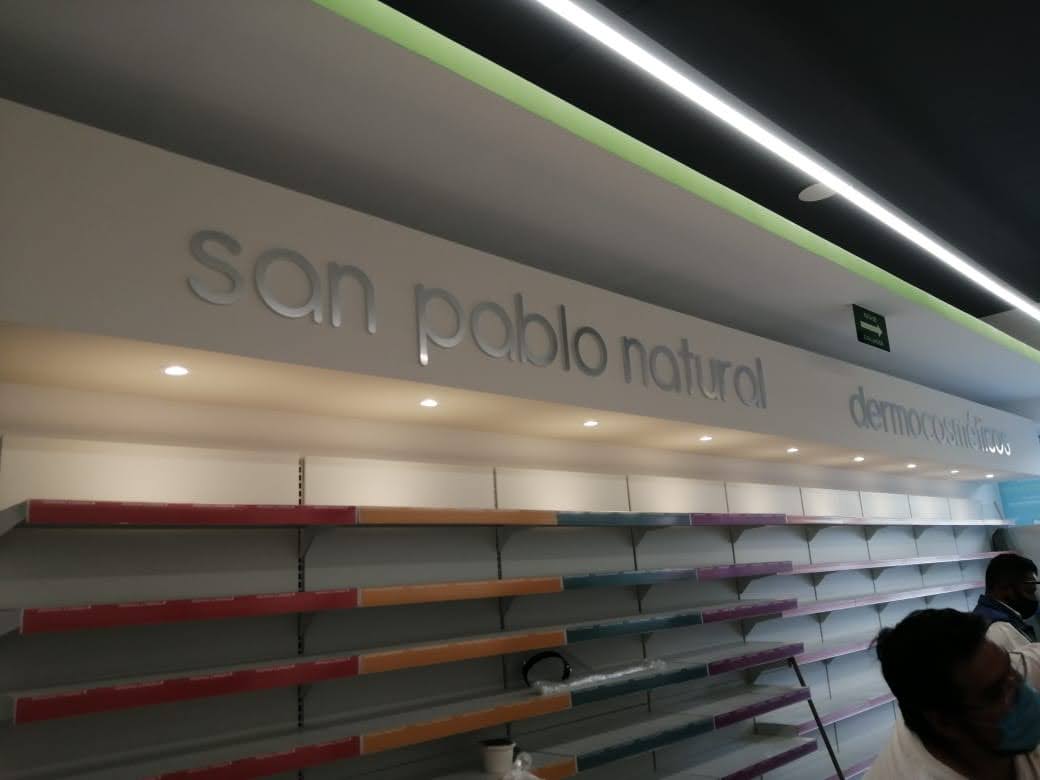 san pablo natural
dermocosméticos